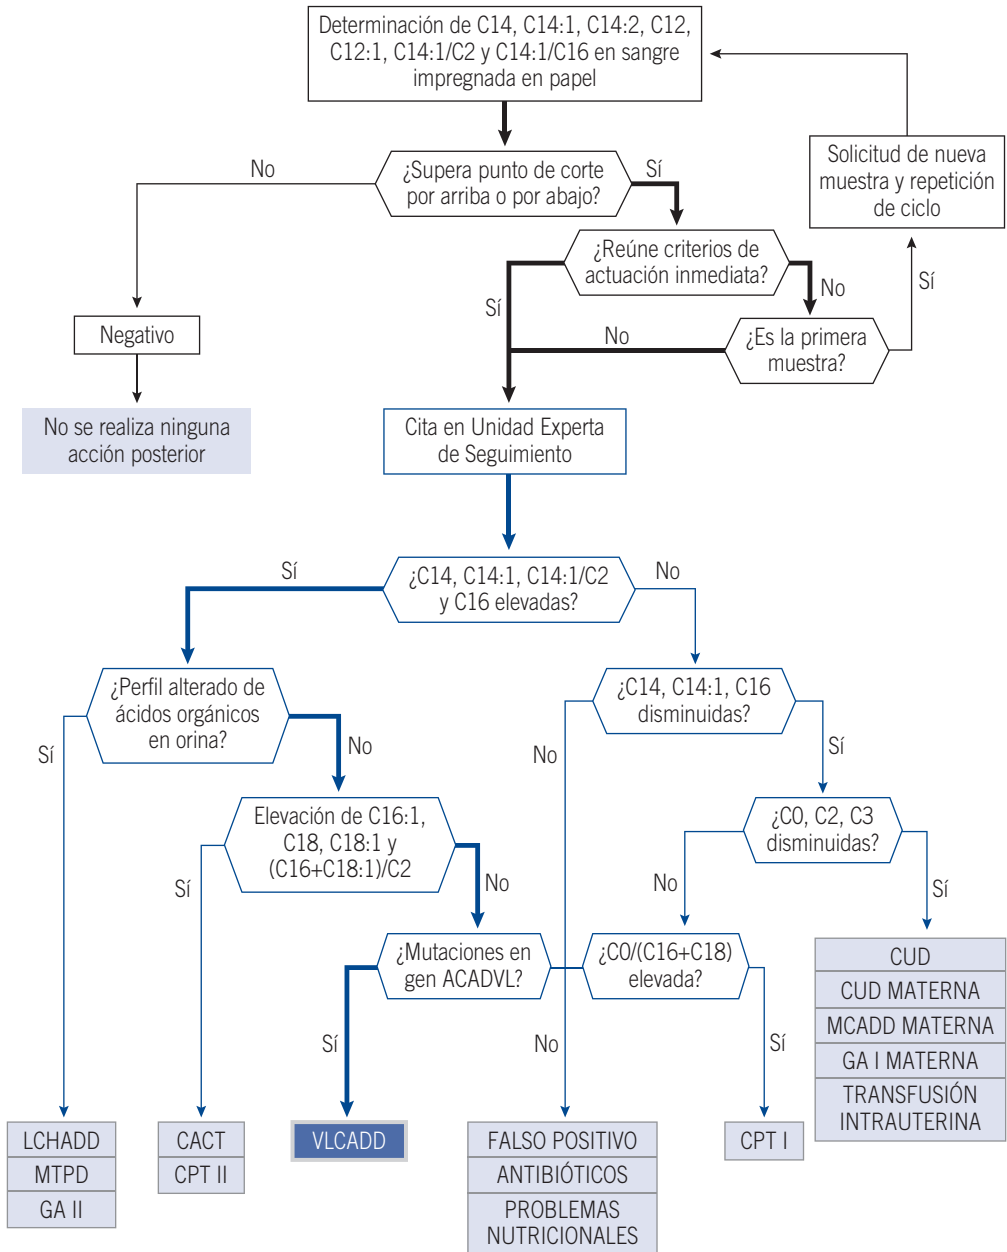 Determinación de C14, C14:1, C14:2, C12,
C12:1, C14:1/C2 y C14:1/C16 en sangre
impregnada en papel
No
¿Supera punto de corte
por arriba o por abajo?
Sí
Solicitud de nueva
muestra y repetición
de ciclo
¿Reúne criterios de
actuación inmediata?
Sí
No
Sí
Negativo
No
¿Es la primera
muestra?
No se realiza ninguna
acción posterior
Cita en Unidad Experta
de Seguimiento
Sí
¿C14, C14:1, C14:1/C2
y C16 elevadas?
No
¿Perfil alterado de
ácidos orgánicos
en orina?
¿C14, C14:1, C16
disminuidas?
Sí
No
No
Sí
Elevación de C16:1,
C18, C18:1 y
(C16+C18:1)/C2
¿C0, C2, C3
disminuidas?
Sí
No
No
Sí
¿Mutaciones en
gen ACADVL?
¿C0/(C16+C18)
elevada?
CUD
CUD MATERNA
MCADD MATERNA
GA I MATERNA
TRANSFUSIÓN
INTRAUTERINA
Sí
No
Sí
LCHADD
MTPD
GA II
CACT
CPT II
VLCADD
FALSO POSITIVO
ANTIBIÓTICOS
PROBLEMAS
NUTRICIONALES
CPT I